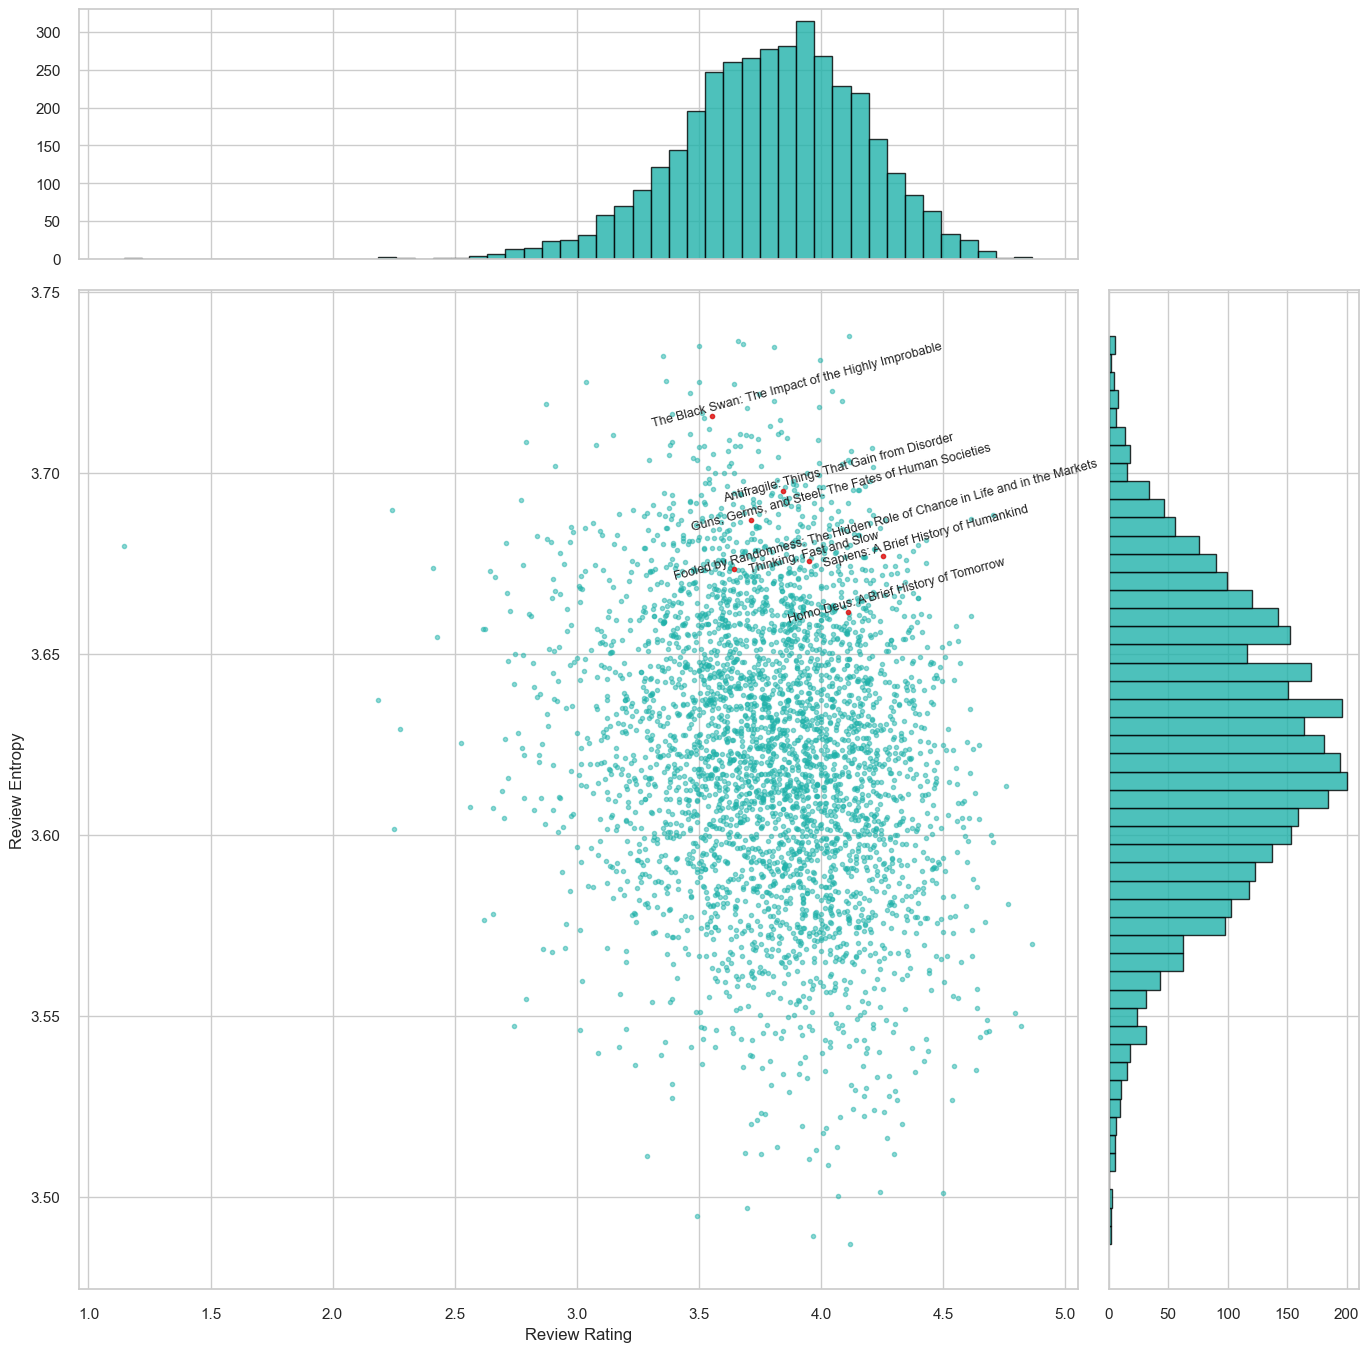 300
250
200
150
100
50
0
3.75
3.70
3.65
3.60
3.55
3.50
Review Entropy
The Black Swan: The Impact of the Highly Improbable
Antifragile: Things That Gain from Disorder
Guns, Germs, and Steel: The Fates of Human Societies
Fooled by Randomness: The Hidden Role of Chance in Life and in the Markets
Thinking, Fast and Slow
Sapiens: A Brief History of Humankind
Homo Deus: A Brief History of Tomorrow
1.0 1.5 2.0 2.5 3.0 3.5 4.0 4.5 5.0
Review Rating
0 50 100 150 200